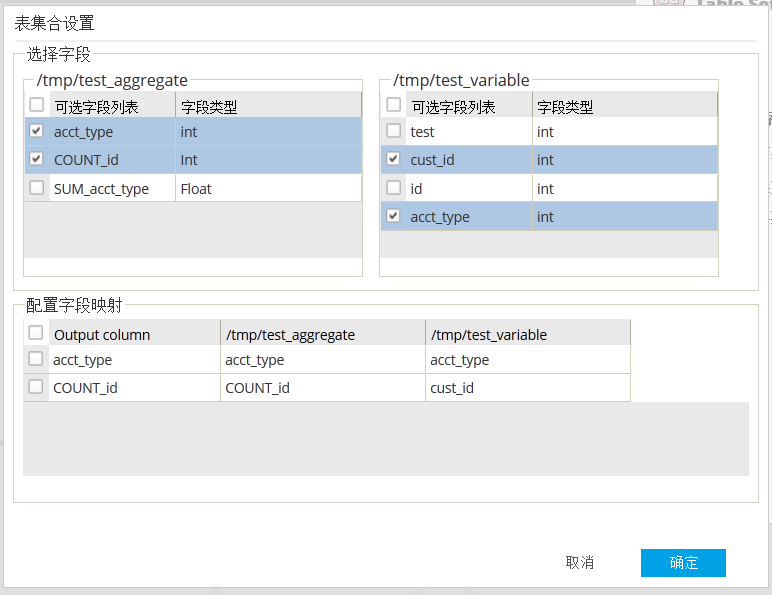 表集合设置
选择字段
/tmp/test_aggregate
可选字段列表 字段类型
acct_type int
COUNT_id Int
SUM_acct_type Float
/tmp/test_variable
可选字段列表 字段类型
test int
cust_id int
id int
acct_type int
配置字段映射
Output column /tmp/test_aggregate /tmp/test_variable
acct_type acct_type acct_type
COUNT_id COUNT_id cust_id
取消 确定